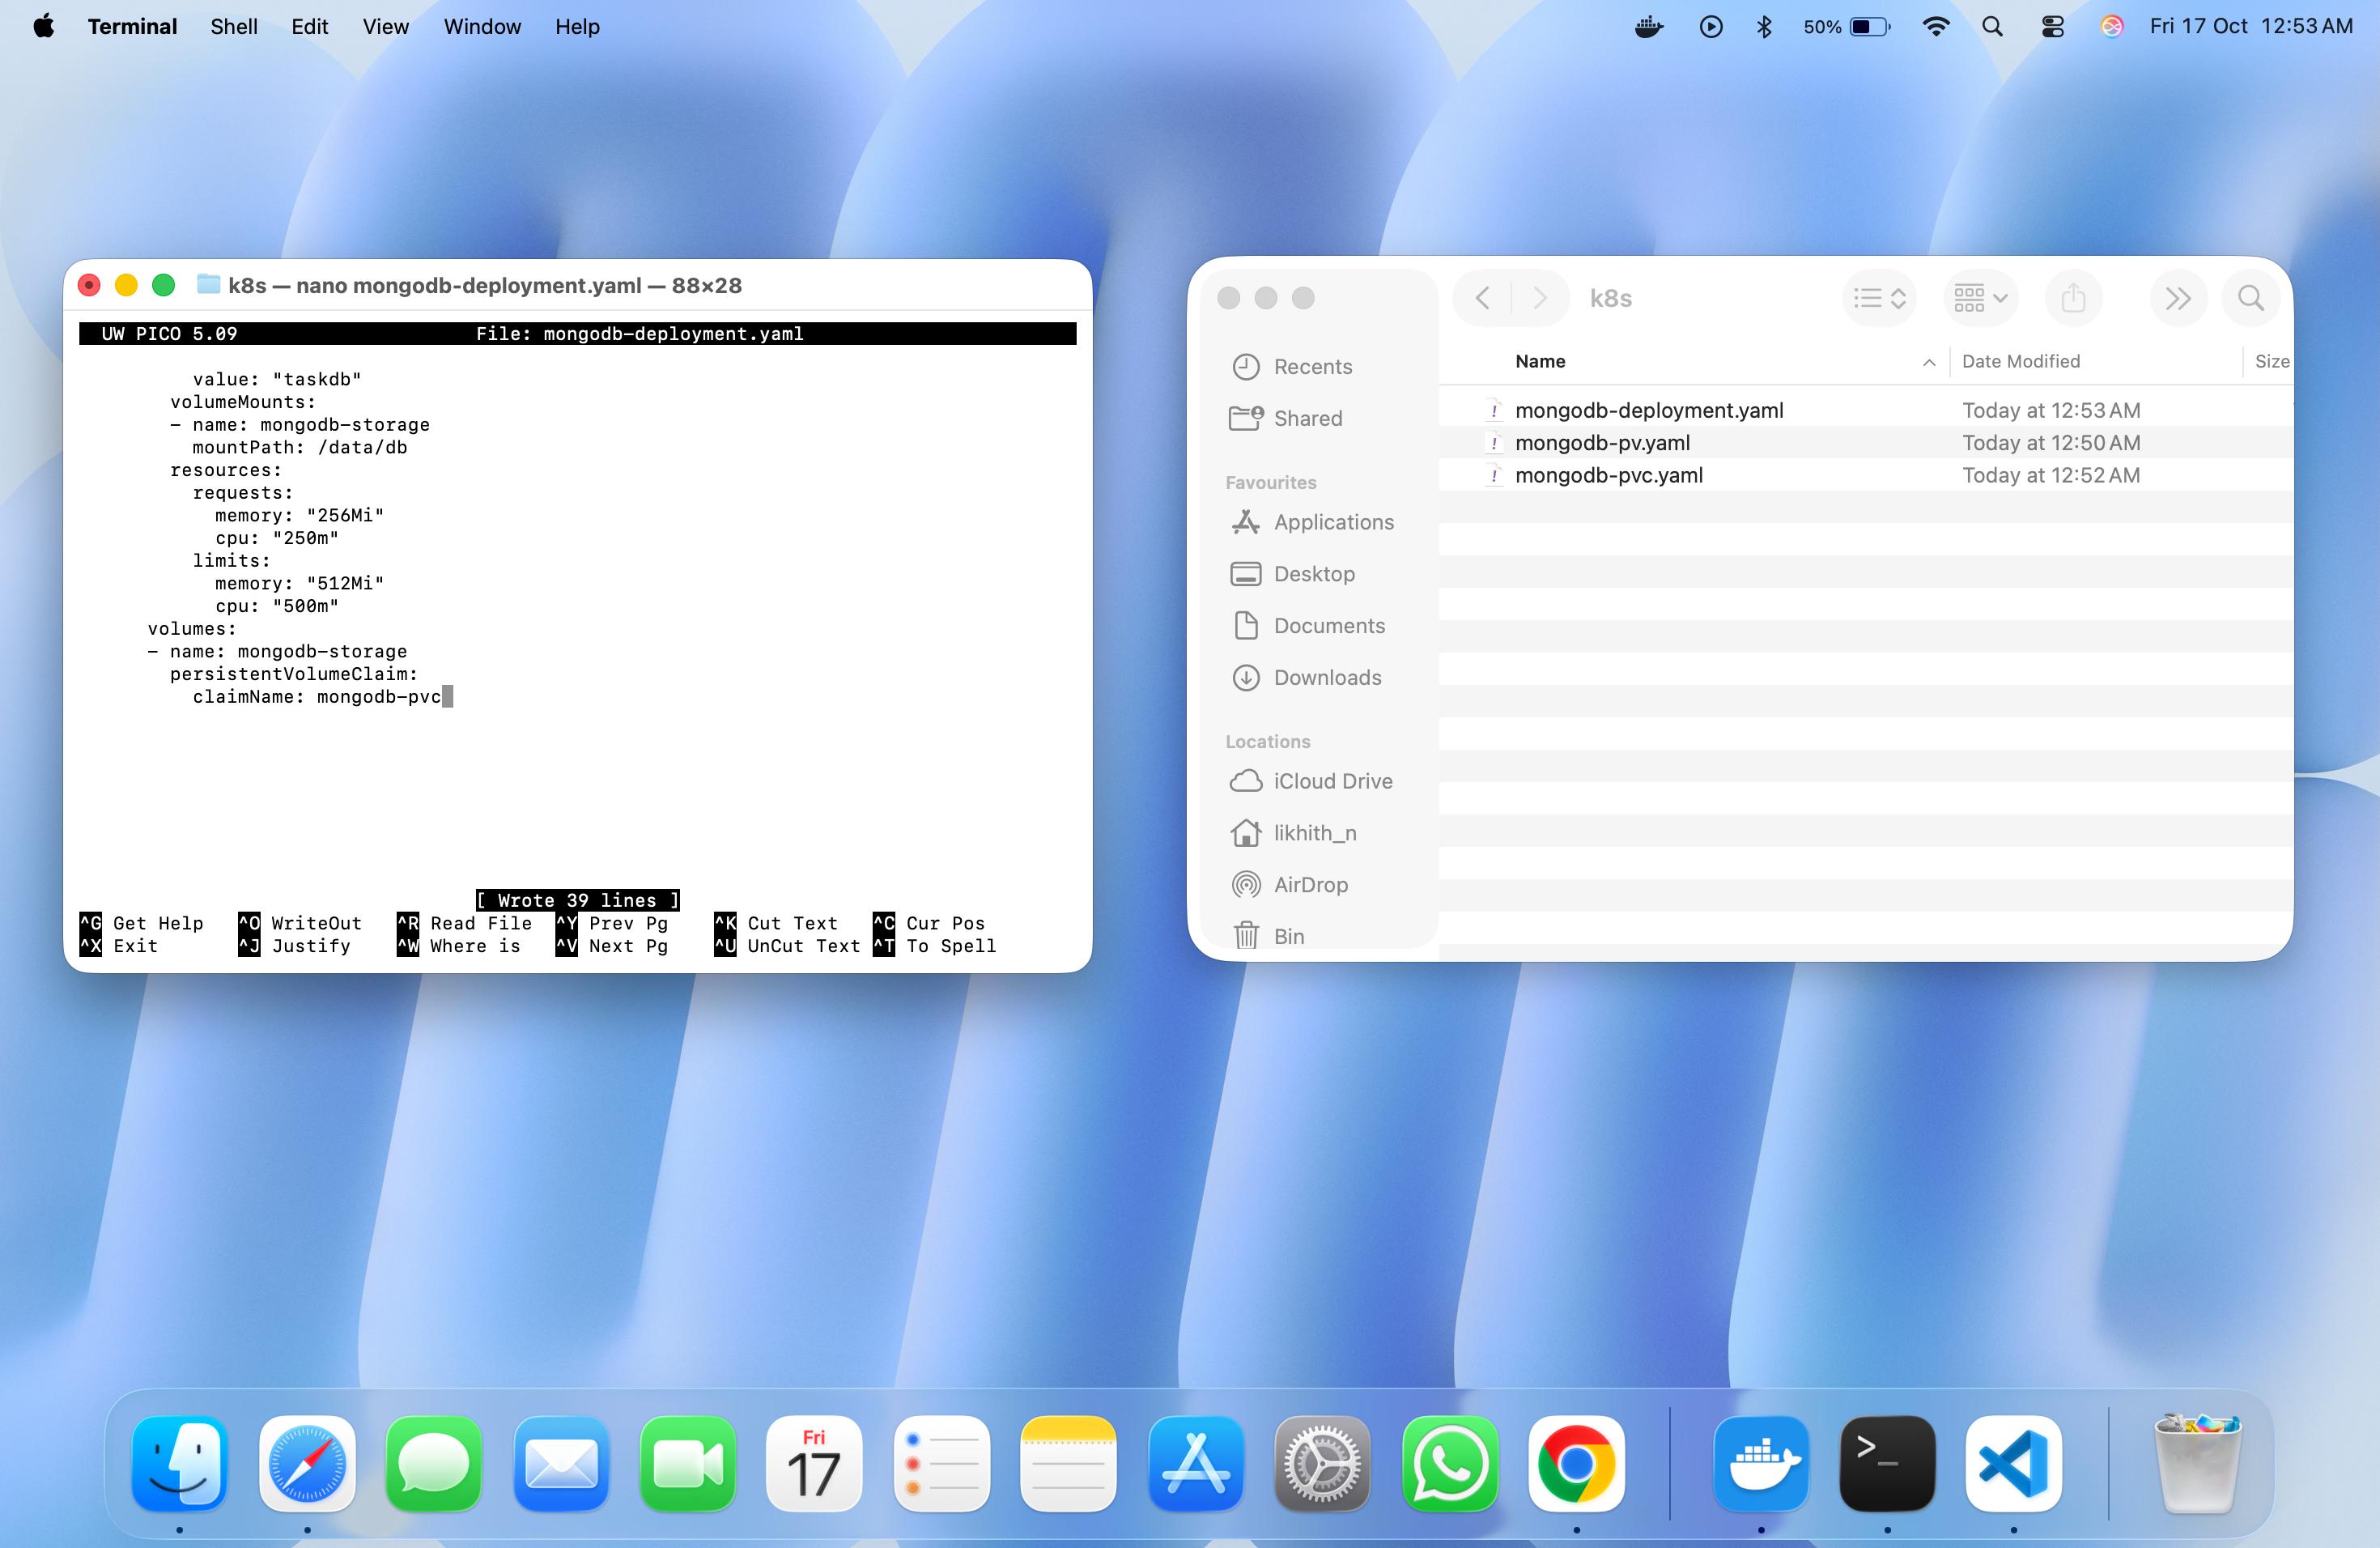 Terminal Shell Edit View Window Help 50% Fri 17 Oct 12:53 AM
k8s — nano mongodb-deployment.yaml — 88×28
UW PICO 5.09 File: mongodb-deployment.yaml
value: "taskdb"
volumeMounts:
- name: mongodb-storage
mountPath: /data/db
resources:
requests:
memory: "256Mi"
cpu: "250m"
limits:
memory: "512Mi"
cpu: "500m"
volumes:
- name: mongodb-storage
persistentVolumeClaim:
claimName: mongodb-pvc
[ Wrote 39 lines ]
^G Get Help ^O WriteOut ^R Read File ^Y Prev Pg ^K Cut Text ^C Cur Pos
^X Exit ^J Justify ^W Where is ^V Next Pg ^U UnCut Text ^T To Spell
k8s
Recents
Shared
Favourites
Applications
Desktop
Documents
Downloads
Locations
iCloud Drive
likhith_n
AirDrop
Bin
Name Date Modified Size
mongodb-deployment.yaml Today at 12:53 AM
mongodb-pv.yaml Today at 12:50 AM
mongodb-pvc.yaml Today at 12:52 AM
Fri
17